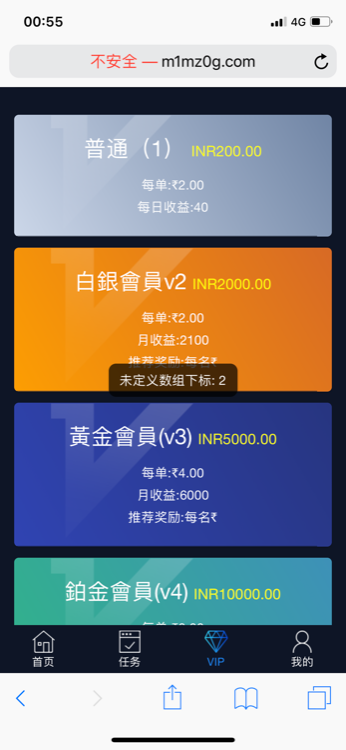 00:55
4G
不安全 — m1mz0g.com
普通（1） INR200.00
每单:₹2.00
每日收益:40
白銀會員v2 INR2000.00
每单:₹2.00
月收益:2100
推荐奖励:每名₹
未定义数组下标: 2
黃金會員(v3) INR5000.00
每单:₹4.00
月收益:6000
推荐奖励:每名₹
鉑金會員(v4) INR10000.00
首页
任务
VIP
我的